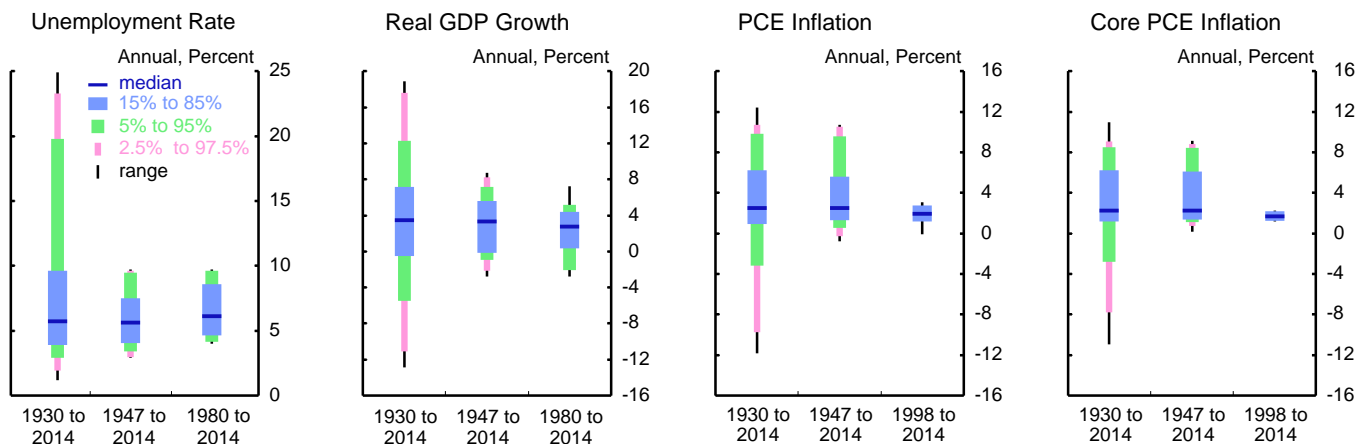 Unemployment Rate
Annual, Percent
median
15% to 85%
5% to 95%
2.5% to 97.5%
range
25
20
15
10
5
0
1930 to
2014
1947 to
2014
1980 to
2014
Real GDP Growth
Annual, Percent
20
16
12
8
4
0
-4
-8
-12
-16
1930 to
2014
1947 to
2014
1980 to
2014
PCE Inflation
Annual, Percent
16
12
8
4
0
-4
-8
-12
-16
1930 to
2014
1947 to
2014
1998 to
2014
Core PCE Inflation
Annual, Percent
16
12
8
4
0
-4
-8
-12
-16
1930 to
2014
1947 to
2014
1998 to
2014